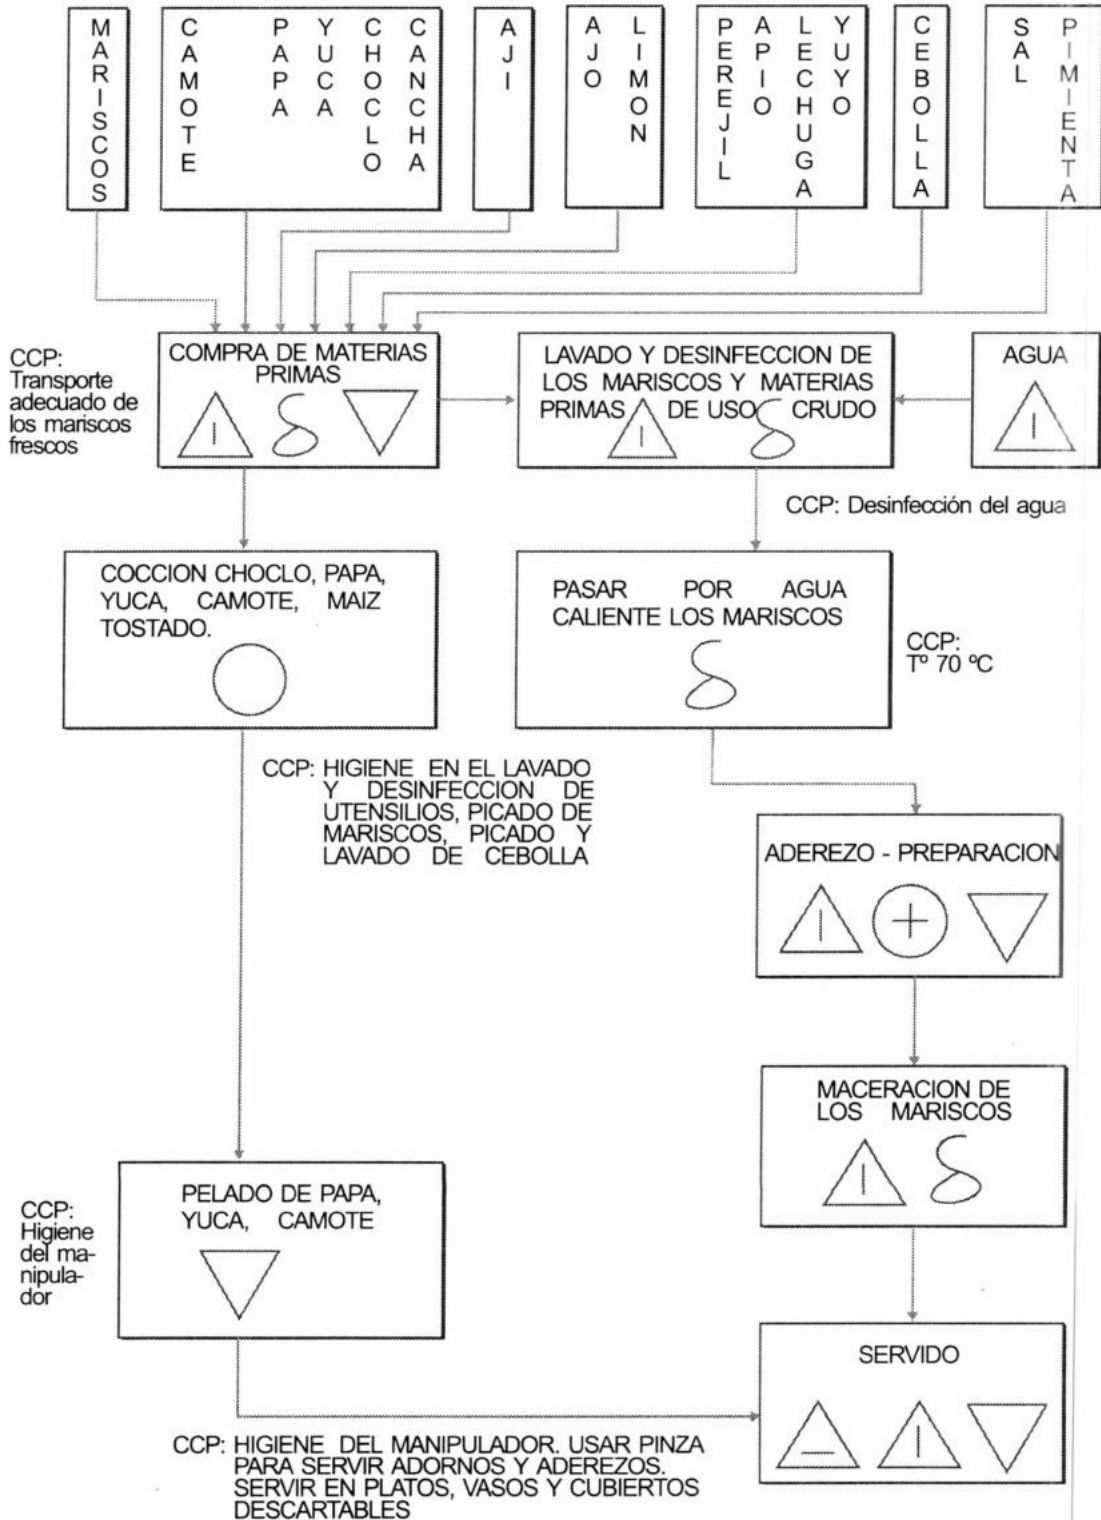 MARISCOS
CAMOTE
PAPA
YUCA
CHOCLO
CANCHA
AJI
AJO
LIMON
PEREJIL
APIO
LECHUGA
YUYO
CEBOLLA
SAL
PIMIENTA
CCP:
Transporte
adecuado de
los mariscos
frescos
COMPRA DE MATERIAS
PRIMAS
LAVADO Y DESINFECCION DE
LOS MARISCOS Y MATERIAS
PRIMAS DE USO CRUDO
AGUA
CCP: Desinfección del agua
COCCION CHOCLO, PAPA,
YUCA, CAMOTE, MAIZ
TOSTADO.
PASAR POR AGUA
CALIENTE LOS MARISCOS
CCP:
Tº 70 ºC
CCP: HIGIENE EN EL LAVADO
Y DESINFECCION DE
UTENSILIOS, PICADO DE
MARISCOS, PICADO Y
LAVADO DE CEBOLLA
ADEREZO - PREPARACION
MACERACION DE
LOS MARISCOS
CCP:
Higiene
del ma-
nipula-
dor
PELADO DE PAPA,
YUCA, CAMOTE
SERVIDO
CCP: HIGIENE DEL MANIPULADOR. USAR PINZA
PARA SERVIR ADORNOS Y ADEREZOS.
SERVIR EN PLATOS, VASOS Y CUBIERTOS
DESCARTABLES